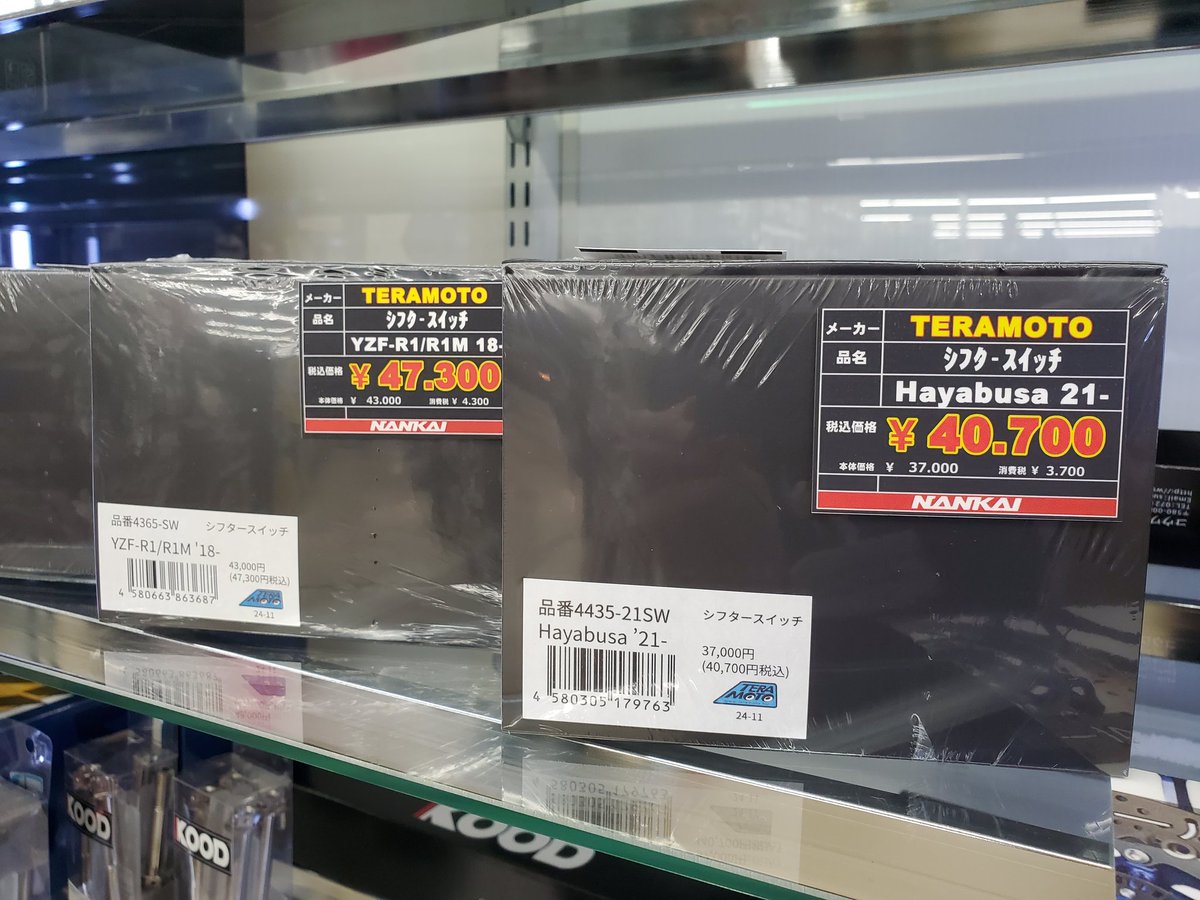 メーカー TERAMOTO
品名 シフタ-スイッチ
YZF-R1/R1M 18-
税込価格 ¥ 47.300
本体価格 ¥ 43.000 消費税 ¥ 4.300
NANKAI
品番4365-SW シフタースイッチ
YZF-R1/R1M '18-
43,000円
(47,300円税込)
4 580663 863687
TERA
MOTO
24-11
メーカー TERAMOTO
品名 シフタ-スイッチ
Hayabusa 21-
税込価格 ¥ 40.700
本体価格 ¥ 37.000 消費税 ¥ 3.700
NANKAI
品番4435-21SW シフタースイッチ
Hayabusa ’21-
37,000円
(40,700円税込)
4 580305 179763
TERA
MOTO
24-11
KOOD
KOOD
KOOD